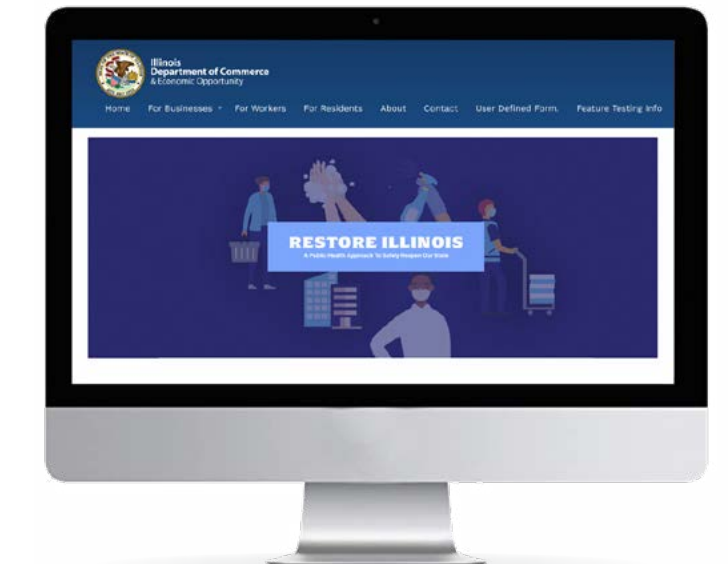 Illinois
Department of Commerce
& Economic Opportunity
Home For Businesses For Workers For Residents About Contact User Defined Form. Feature Testing Info
RESTORE ILLINOIS
A Public Health Approach To Safely Reopen Our State